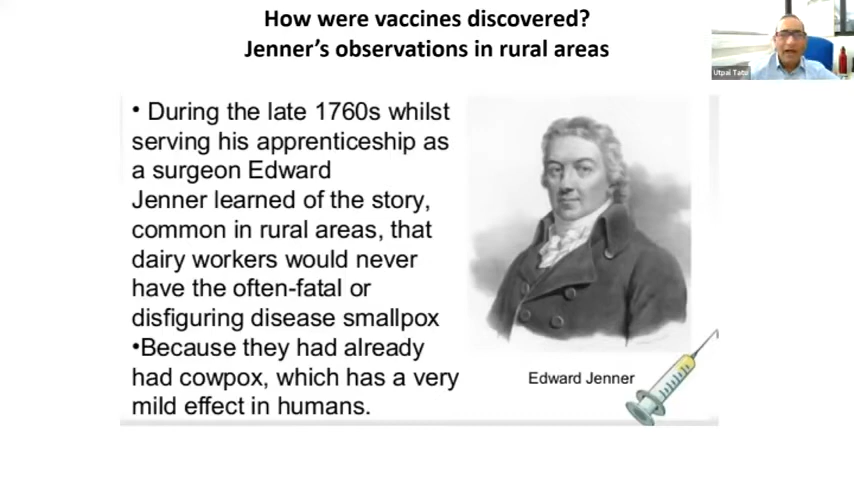 How were vaccines discovered?
Jenner's observations in rural areas
Utpal Tatu
• During the late 1760s whilst
serving his apprenticeship as
a surgeon Edward
Jenner learned of the story,
common in rural areas, that
dairy workers would never
have the often-fatal or
disfiguring disease smallpox
•Because they had already
had cowpox, which has a very
mild effect in humans.
Edward Jenner